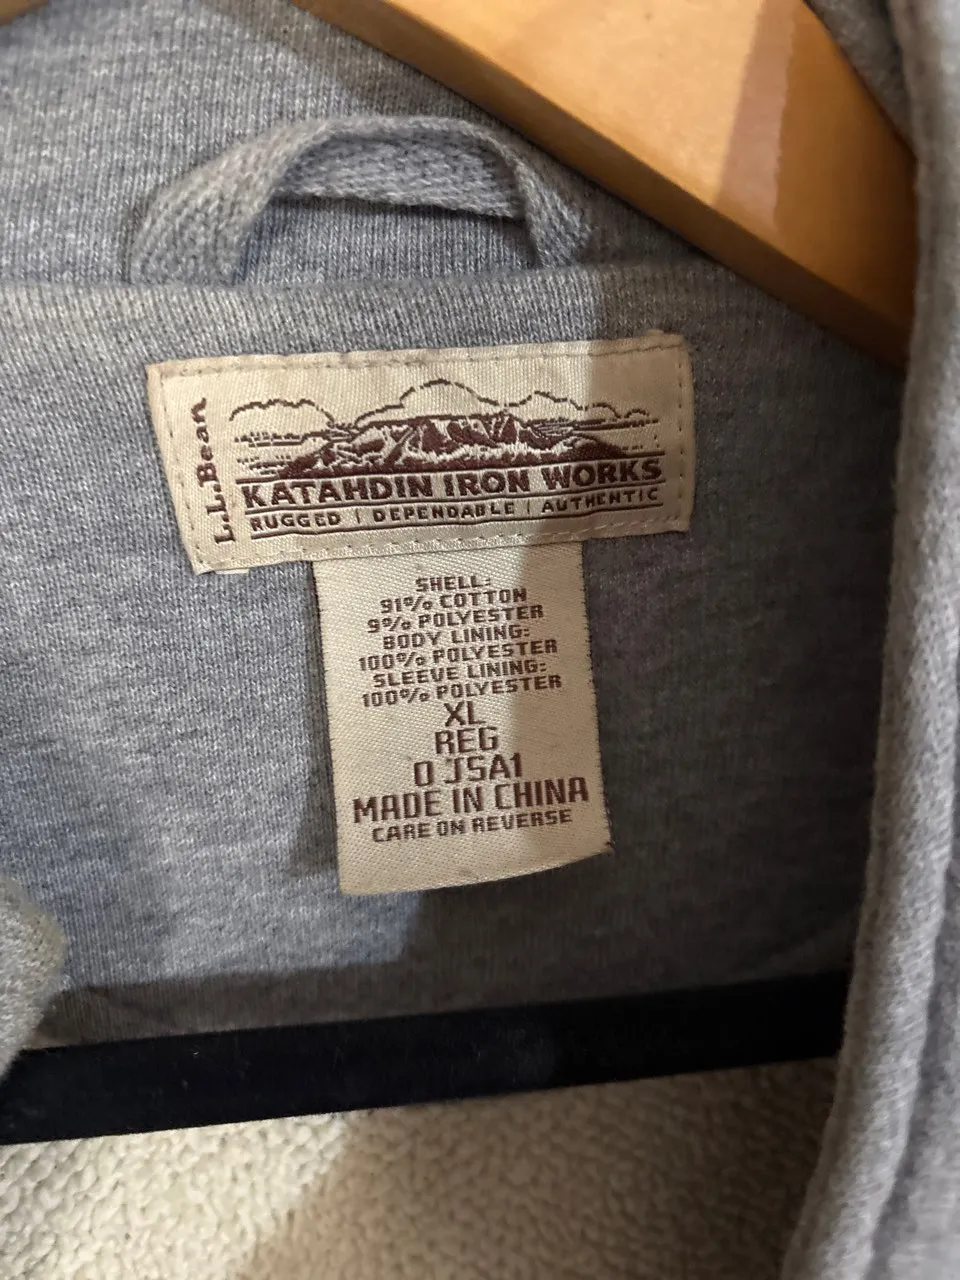 L.L.Bean
KATAHDIN IRON WORKS
RUGGED | DEPENDABLE | AUTHENTIC
SHELL:
91% COTTON
9% POLYESTER
BODY LINING:
100% POLYESTER
SLEEVE LINING:
100% POLYESTER
XL
REG
0 JSA1
MADE IN CHINA
CARE ON REVERSE